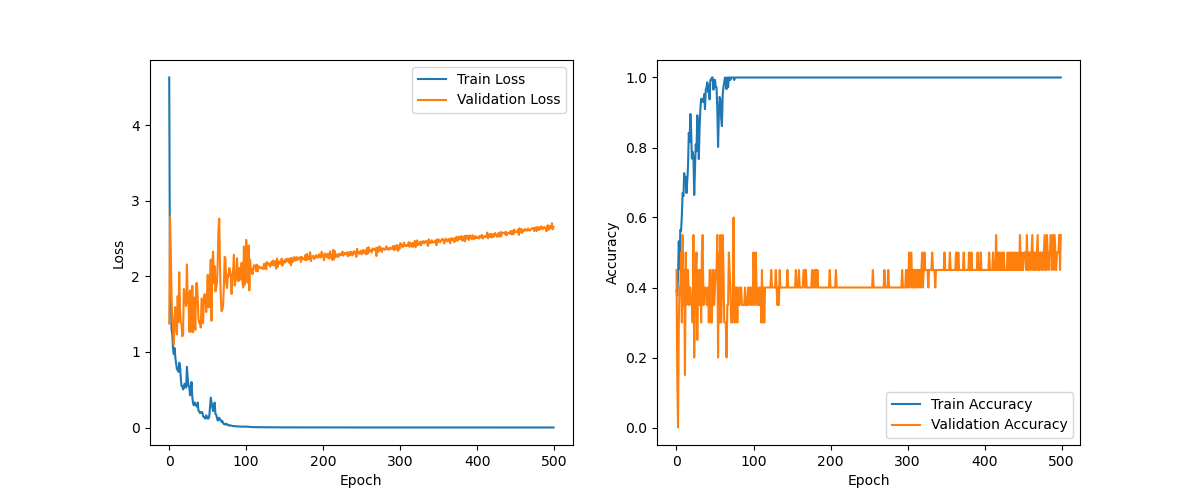 Train Loss
Validation Loss
4
3
2
1
0
Loss
0 100 200 300 400 500
Epoch
1.0
0.8
0.6
0.4
0.2
0.0
Accuracy
Train Accuracy
Validation Accuracy
0 100 200 300 400 500
Epoch